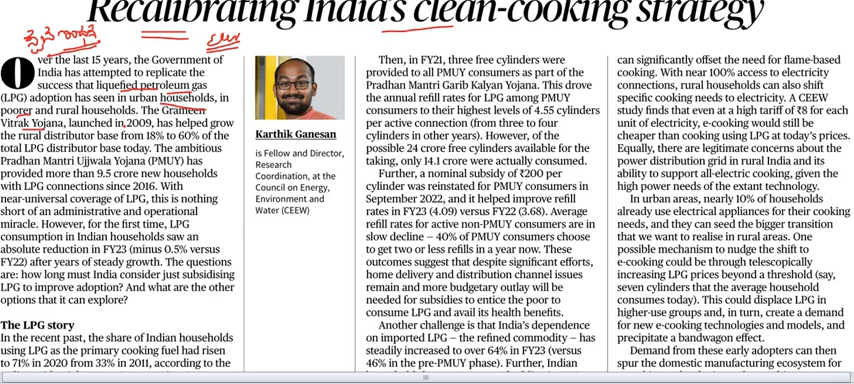 Recalibrating India's clean-cooking strategy
Over the last 15 years, the Government of
India has attempted to replicate the
success that liquefied petroleum gas
(LPG) adoption has seen in urban households, in
poorer and rural households. The Grameen
Vitrak Yojana, launched in 2009, has helped grow
the rural distributor base from 18% to 60% of the
total LPG distributor base today. The ambitious
Pradhan Mantri Ujjwala Yojana (PMUY) has
provided more than 9.5 crore new households
with LPG connections since 2016. With
near-universal coverage of LPG, this is nothing
short of an administrative and operational
miracle. However, for the first time, LPG
consumption in Indian households saw an
absolute reduction in FY23 (minus 0.5% versus
FY22) after years of steady growth. The questions
are: how long must India consider just subsidising
LPG to improve adoption? And what are the other
options that it can explore?
The LPG story
In the recent past, the share of Indian households
using LPG as the primary cooking fuel had risen
to 71% in 2020 from 33% in 2011, according to the
Karthik Ganesan
is Fellow and Director,
Research
Coordination, at the
Council on Energy,
Environment and
Water (CEEW)
Then, in FY21, three free cylinders were
provided to all PMUY consumers as part of the
Pradhan Mantri Garib Kalyan Yojana. This drove
the annual refill rates for LPG among PMUY
consumers to their highest levels of 4.55 cylinders
per active connection (from three to four
cylinders in other years). However, of the
possible 24 crore free cylinders available for the
taking, only 14.1 crore were actually consumed.
Further, a nominal subsidy of ₹200 per
cylinder was reinstated for PMUY consumers in
September 2022, and it helped improve refill
rates in FY23 (4.09) versus FY22 (3.68). Average
refill rates for active non-PMUY consumers are in
slow decline – 40% of PMUY consumers choose
to get two or less refills in a year now. These
outcomes suggest that despite significant efforts,
home delivery and distribution channel issues
remain and more budgetary outlay will be
needed for subsidies to entice the poor to
consume LPG and avail its health benefits.
Another challenge is that India's dependence
on imported LPG – the refined commodity – has
steadily increased to over 64% in FY23 (versus
46% in the pre-PMUY phase). Further, Indian
can significantly offset the need for flame-based
cooking. With near 100% access to electricity
connections, rural households can also shift
specific cooking needs to electricity. A CEEW
study finds that even at a high tariff of ₹8 for each
unit of electricity, e-cooking would still be
cheaper than cooking using LPG at today's prices.
Equally, there are legitimate concerns about the
power distribution grid in rural India and its
ability to support all-electric cooking, given the
high power needs of the extant technology.
In urban areas, nearly 10% of households
already use electrical appliances for their cooking
needs, and they can seed the bigger transition
that we want to realise in rural areas. One
possible mechanism to nudge the shift to
e-cooking could be through telescopically
increasing LPG prices beyond a threshold (say,
seven cylinders that the average household
consumes today). This could displace LPG in
higher-use groups and, in turn, create a demand
for new e-cooking technologies and models, and
precipitate a bandwagon effect.
Demand from these early adopters can then
spur the domestic manufacturing ecosystem for